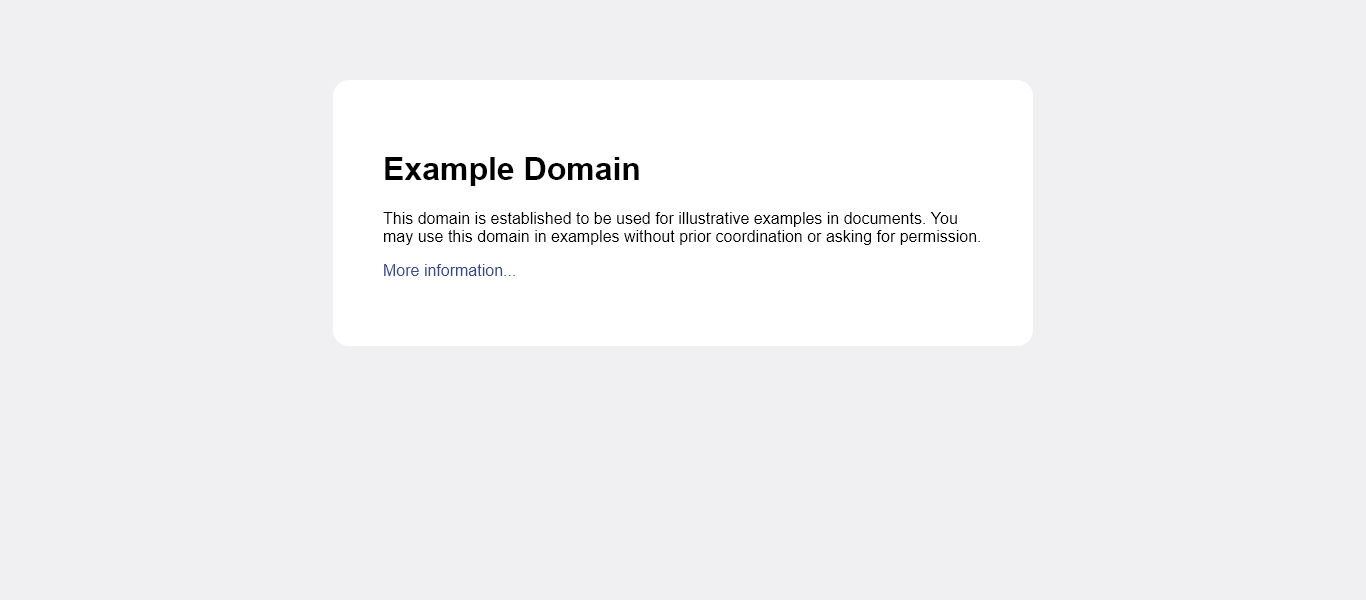 Example Domain
This domain is established to be used for illustrative examples in documents. You
may use this domain in examples without prior coordination or asking for permission.
More information...